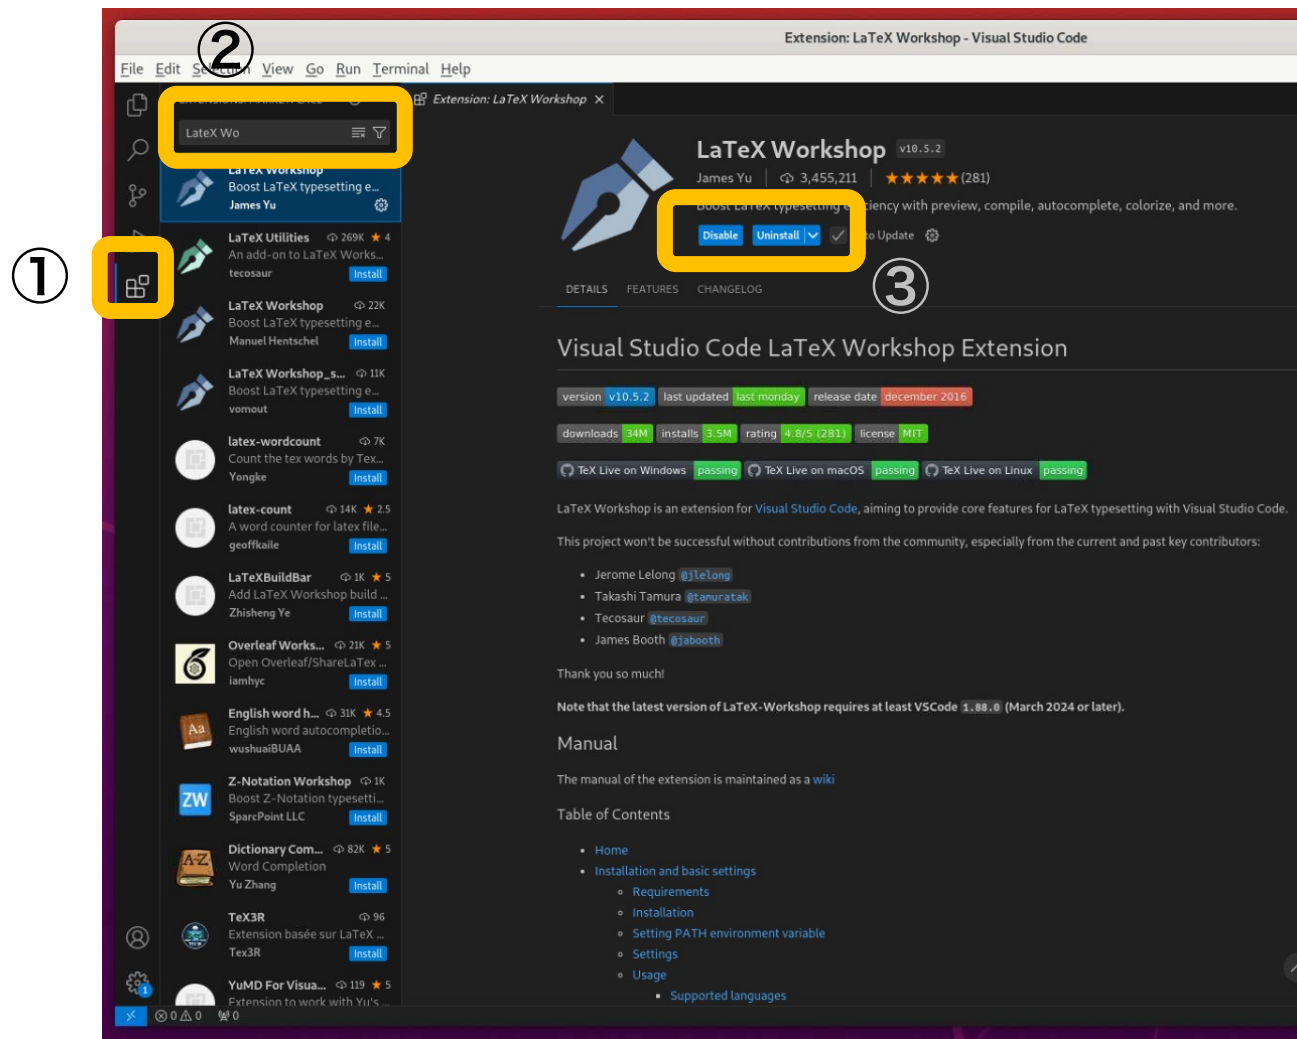 ②
Extension: LaTeX Workshop - Visual Studio Code
File Edit Selection View Go Run Terminal Help
Extension: LaTeX Workshop
LateX Wo
LaTeX Workshop
Boost LaTeX typesetting e...
James Yu
LaTeX Utilities 269K ★ 4
An add-on to LaTeX Works...
tecosaur Install
LaTeX Workshop 22K
Boost LaTeX typesetting e...
Manuel Hentschel Install
LaTeX Workshop_s... 11K
Boost LaTeX typesetting e...
vomout Install
latex-wordcount 7K
Count the tex words by Tex...
Yongke Install
latex-count 14K ★ 2.5
A word counter for latex file...
geoffkaile Install
LaTeXBuildBar 1K ★ 5
Add LaTeX Workshop build ...
Zhisheng Ye Install
Overleaf Works... 21K ★ 5
Open Overleaf/ShareLaTex ...
iamhyc Install
English word h... 31K ★ 4.5
English word autocompletio...
wushuaiBUAA Install
Z-Notation Workshop 1K
Boost Z-Notation typesetti...
SparcPoint LLC Install
Dictionary Com... 82K ★ 5
Word Completion
Yu Zhang Install
TeX3R 96
Extension basée sur LaTeX ...
Tex3R Install
YuMD For Visua... 119 ★ 5
Extension to work with Yu's ...
①
LaTeX Workshop v10.5.2
James Yu 3,455,211 ★★★★★(281)
Boost LaTeX typesetting efficiency with preview, compile, autocomplete, colorize, and more.
Disable Uninstall Update
③
DETAILS FEATURES CHANGELOG
Visual Studio Code LaTeX Workshop Extension
version v10.5.2 last updated last monday release date december 2016
downloads 34M installs 3.5M rating 4.8/5 (281) license MIT
TeX Live on Windows passing TeX Live on macOS passing TeX Live on Linux passing
LaTeX Workshop is an extension for Visual Studio Code, aiming to provide core features for LaTeX typesetting with Visual Studio Code.
This project won't be successful without contributions from the community, especially from the current and past key contributors:
• Jerome Lelong @jlelong
• Takashi Tamura @tamuratak
• Tecosaur @tecosaur
• James Booth @jabooth
Thank you so much!
Note that the latest version of LaTeX-Workshop requires at least VSCode 1.88.0 (March 2024 or later).
Manual
The manual of the extension is maintained as a wiki
Table of Contents
• Home
• Installation and basic settings
Requirements
Installation
Setting PATH environment variable
Settings
Usage
Supported languages
1
0 0 0